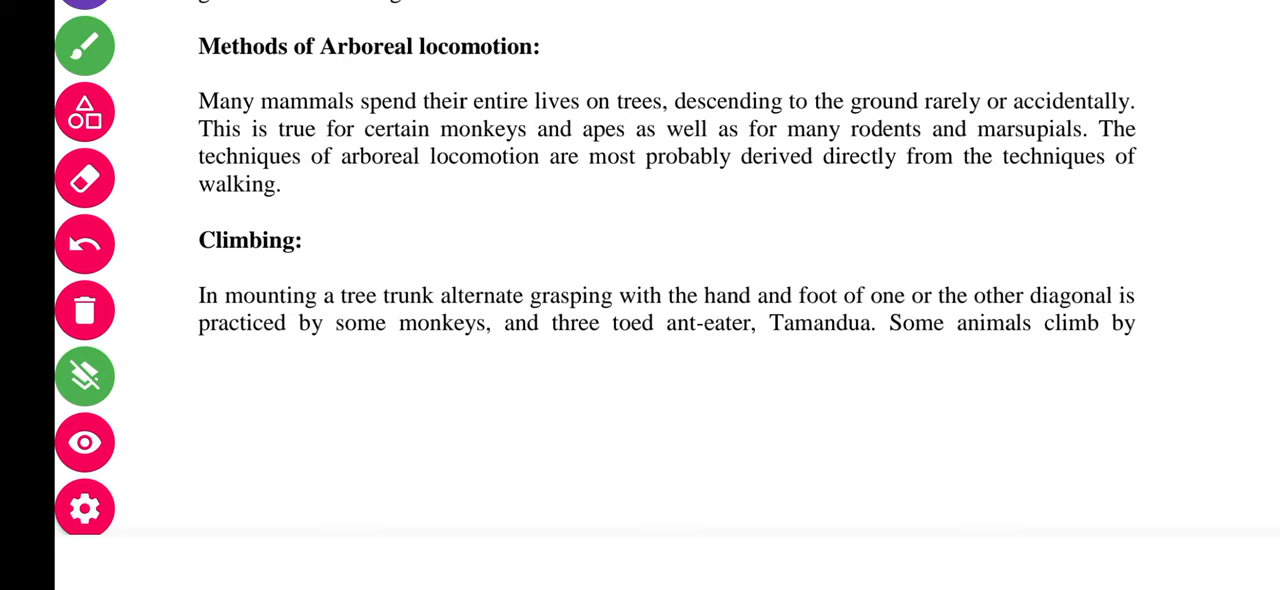 Methods of Arboreal locomotion:
Many mammals spend their entire lives on trees, descending to the ground rarely or accidentally.
This is true for certain monkeys and apes as well as for many rodents and marsupials. The
techniques of arboreal locomotion are most probably derived directly from the techniques of
walking.
Climbing:
In mounting a tree trunk alternate grasping with the hand and foot of one or the other diagonal is
practiced by some monkeys, and three toed ant-eater, Tamandua. Some animals climb by